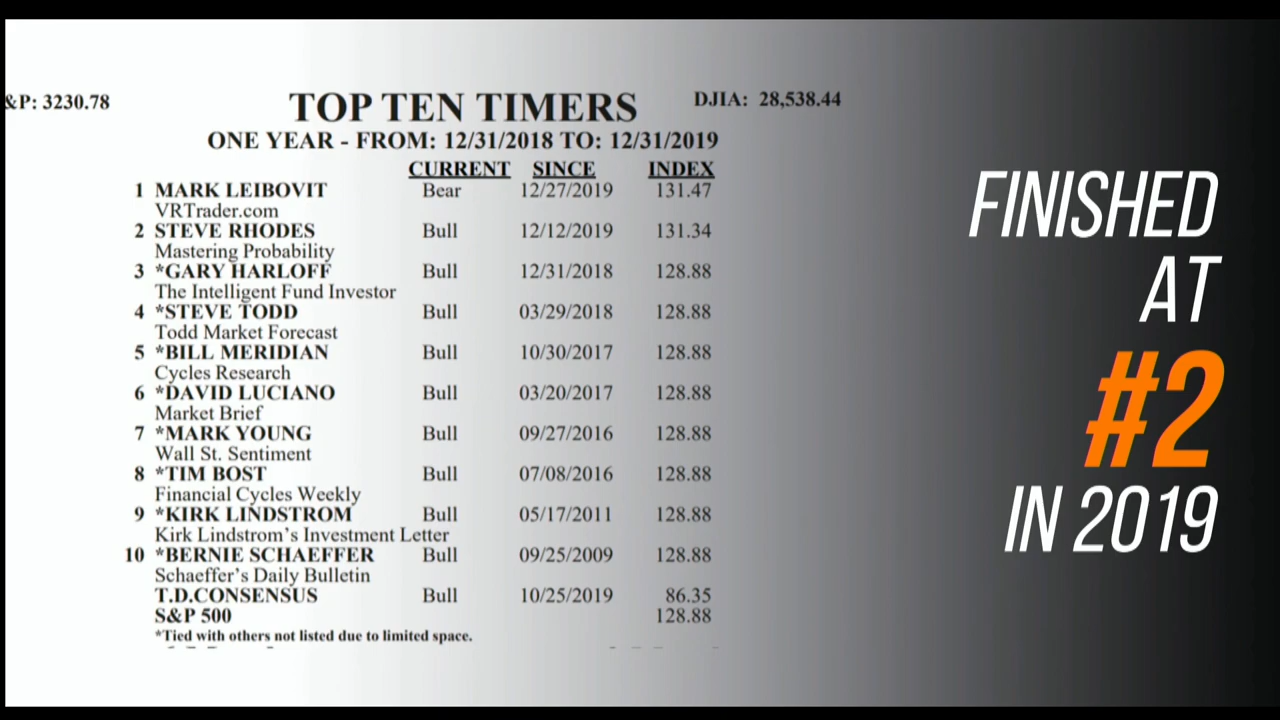 &P: 3230.78
TOP TEN TIMERS
DJIA: 28,538.44
ONE YEAR - FROM: 12/31/2018 TO: 12/31/2019
CURRENT SINCE INDEX
1 MARK LEIBOVIT Bear 12/27/2019 131.47
VRTrader.com
2 STEVE RHODES Bull 12/12/2019 131.34
Mastering Probability
3 *GARY HARLOFF Bull 12/31/2018 128.88
The Intelligent Fund Investor
4 *STEVE TODD Bull 03/29/2018 128.88
Todd Market Forecast
5 *BILL MERIDIAN Bull 10/30/2017 128.88
Cycles Research
6 *DAVID LUCIANO Bull 03/20/2017 128.88
Market Brief
7 *MARK YOUNG Bull 09/27/2016 128.88
Wall St. Sentiment
8 *TIM BOST Bull 07/08/2016 128.88
Financial Cycles Weekly
9 *KIRK LINDSTROM Bull 05/17/2011 128.88
Kirk Lindstrom's Investment Letter
10 *BERNIE SCHAEFFER Bull 09/25/2009 128.88
Schaeffer's Daily Bulletin
T.D.CONSENSUS Bull 10/25/2019 86.35
S&P 500 128.88
*Tied with others not listed due to limited space.
FINISHED
AT
#2
IN 2019